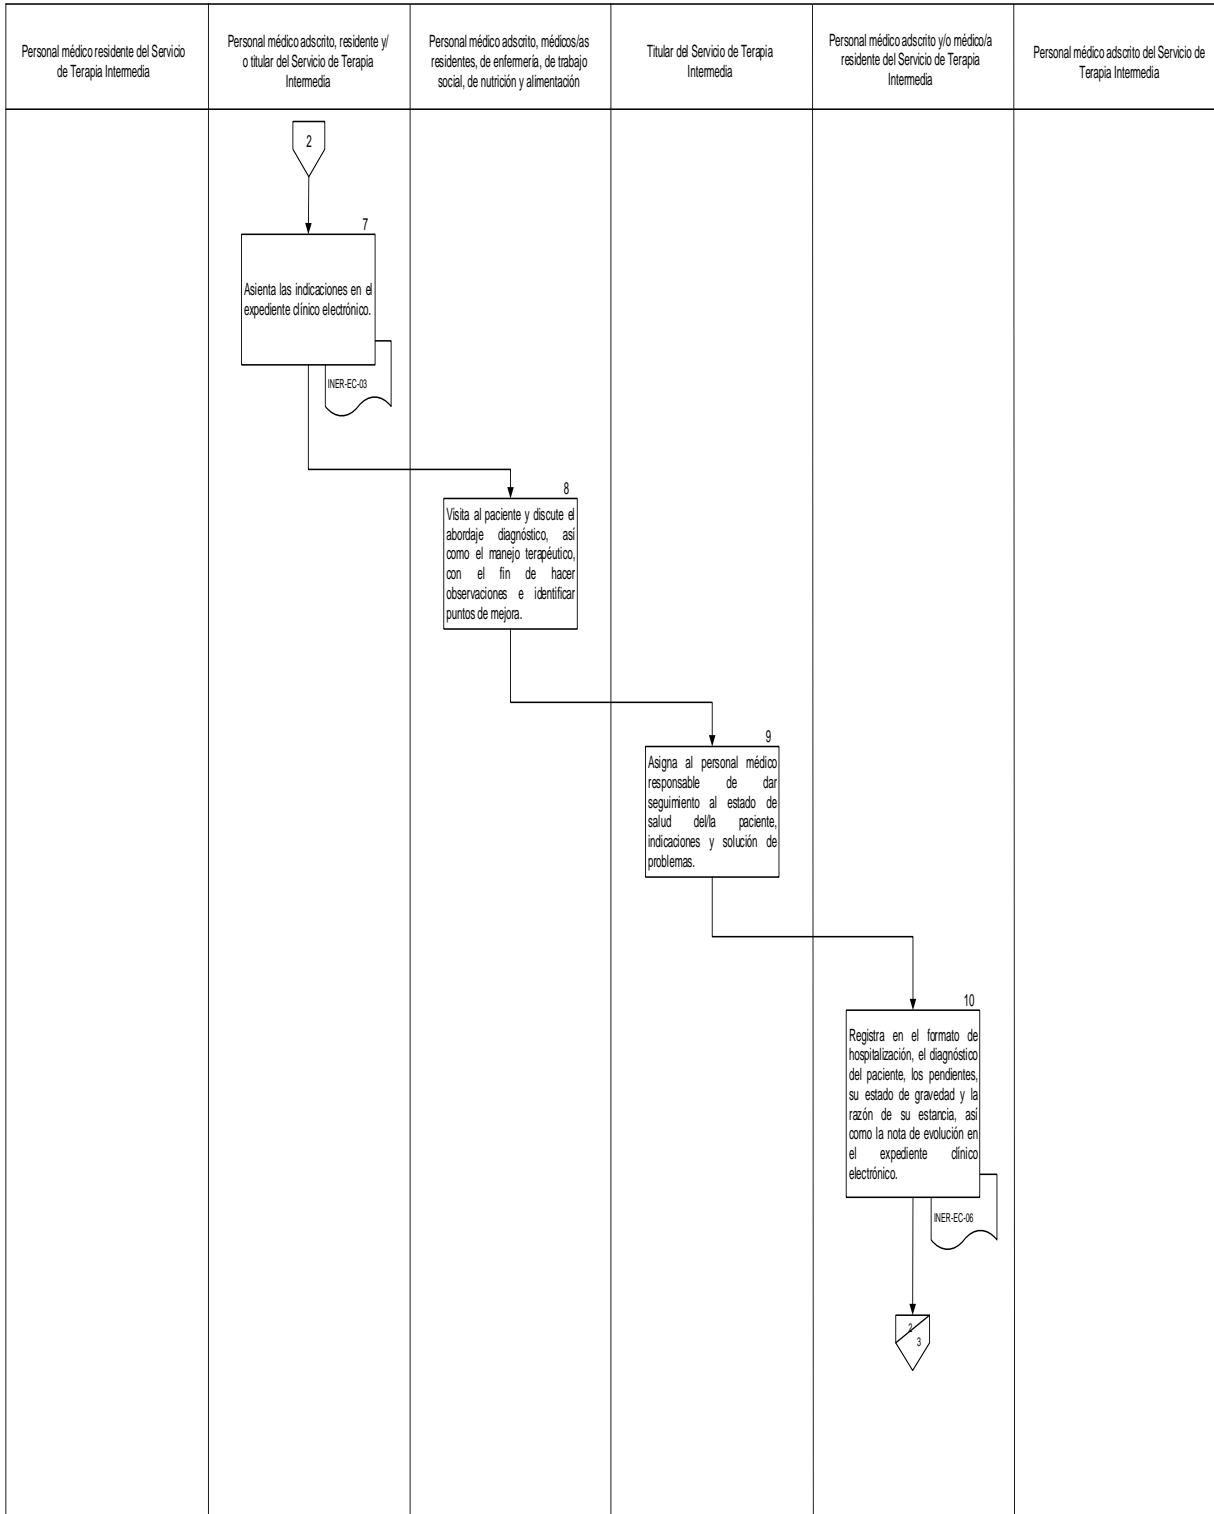 Personal médico residente del Servicio
de Terapia Intermedia
Personal médico adscrito, residente y/
o titular del Servicio de Terapia
Intermedia
Personal médico adscrito, médicos/as
residentes, de enfermería, de trabajo
social, de nutrición y alimentación
Titular del Servicio de Terapia
Intermedia
Personal médico adscrito y/o médico/a
residente del Servicio de Terapia
Intermedia
Personal médico adscrito del Servicio de
Terapia Intermedia
2
7
Asienta las indicaciones en el
expediente clínico electrónico.
INER-EC-03
8
Visita al paciente y discute el
abordaje diagnóstico, así
como el manejo terapéutico,
con el fin de hacer
observaciones e identificar
puntos de mejora.
9
Asigna al personal médico
responsable de dar
seguimiento al estado de
salud del/la paciente,
indicaciones y solución de
problemas.
10
Registra en el formato de
hospitalización, el diagnóstico
del paciente, los pendientes,
su estado de gravedad y la
razón de su estancia, así
como la nota de evolución en
el expediente clínico
electrónico.
INER-EC-06
2
3